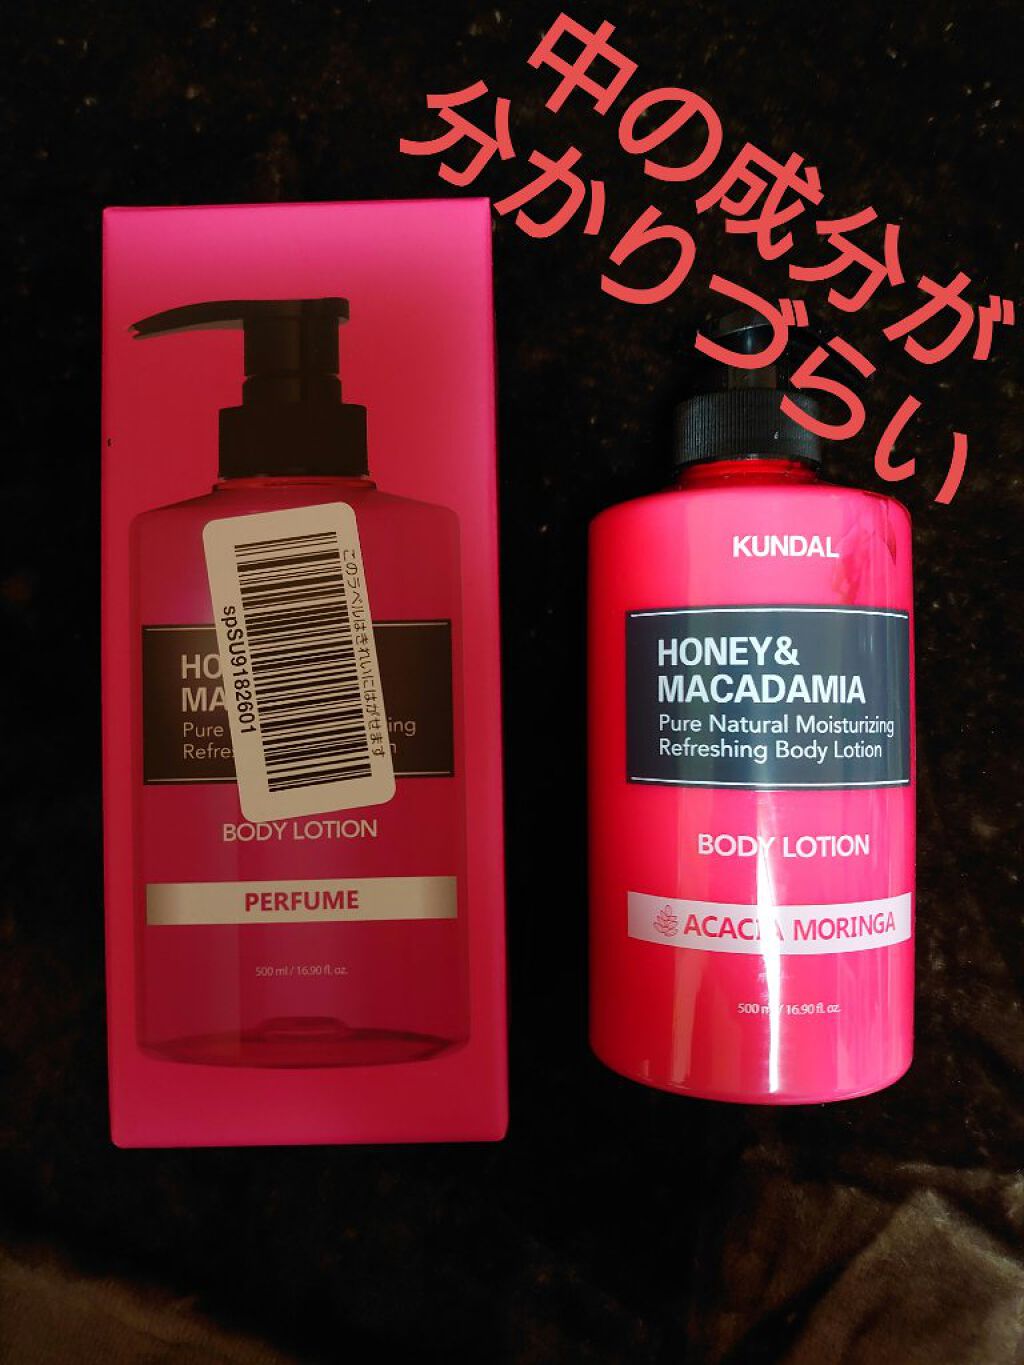 中の成分が
分かりづらい
HO
MA
Pure
ing
Refre
n
このラベルはきれいにはがせます
spSU9182601
BODY LOTION
PERFUME
500 ml / 16.90 fl. oz.
KUNDAL
HONEY&
MACADAMIA
Pure Natural Moisturizing
Refreshing Body Lotion
BODY LOTION
ACACIA MORINGA
500 ml / 16.90 fl. oz.